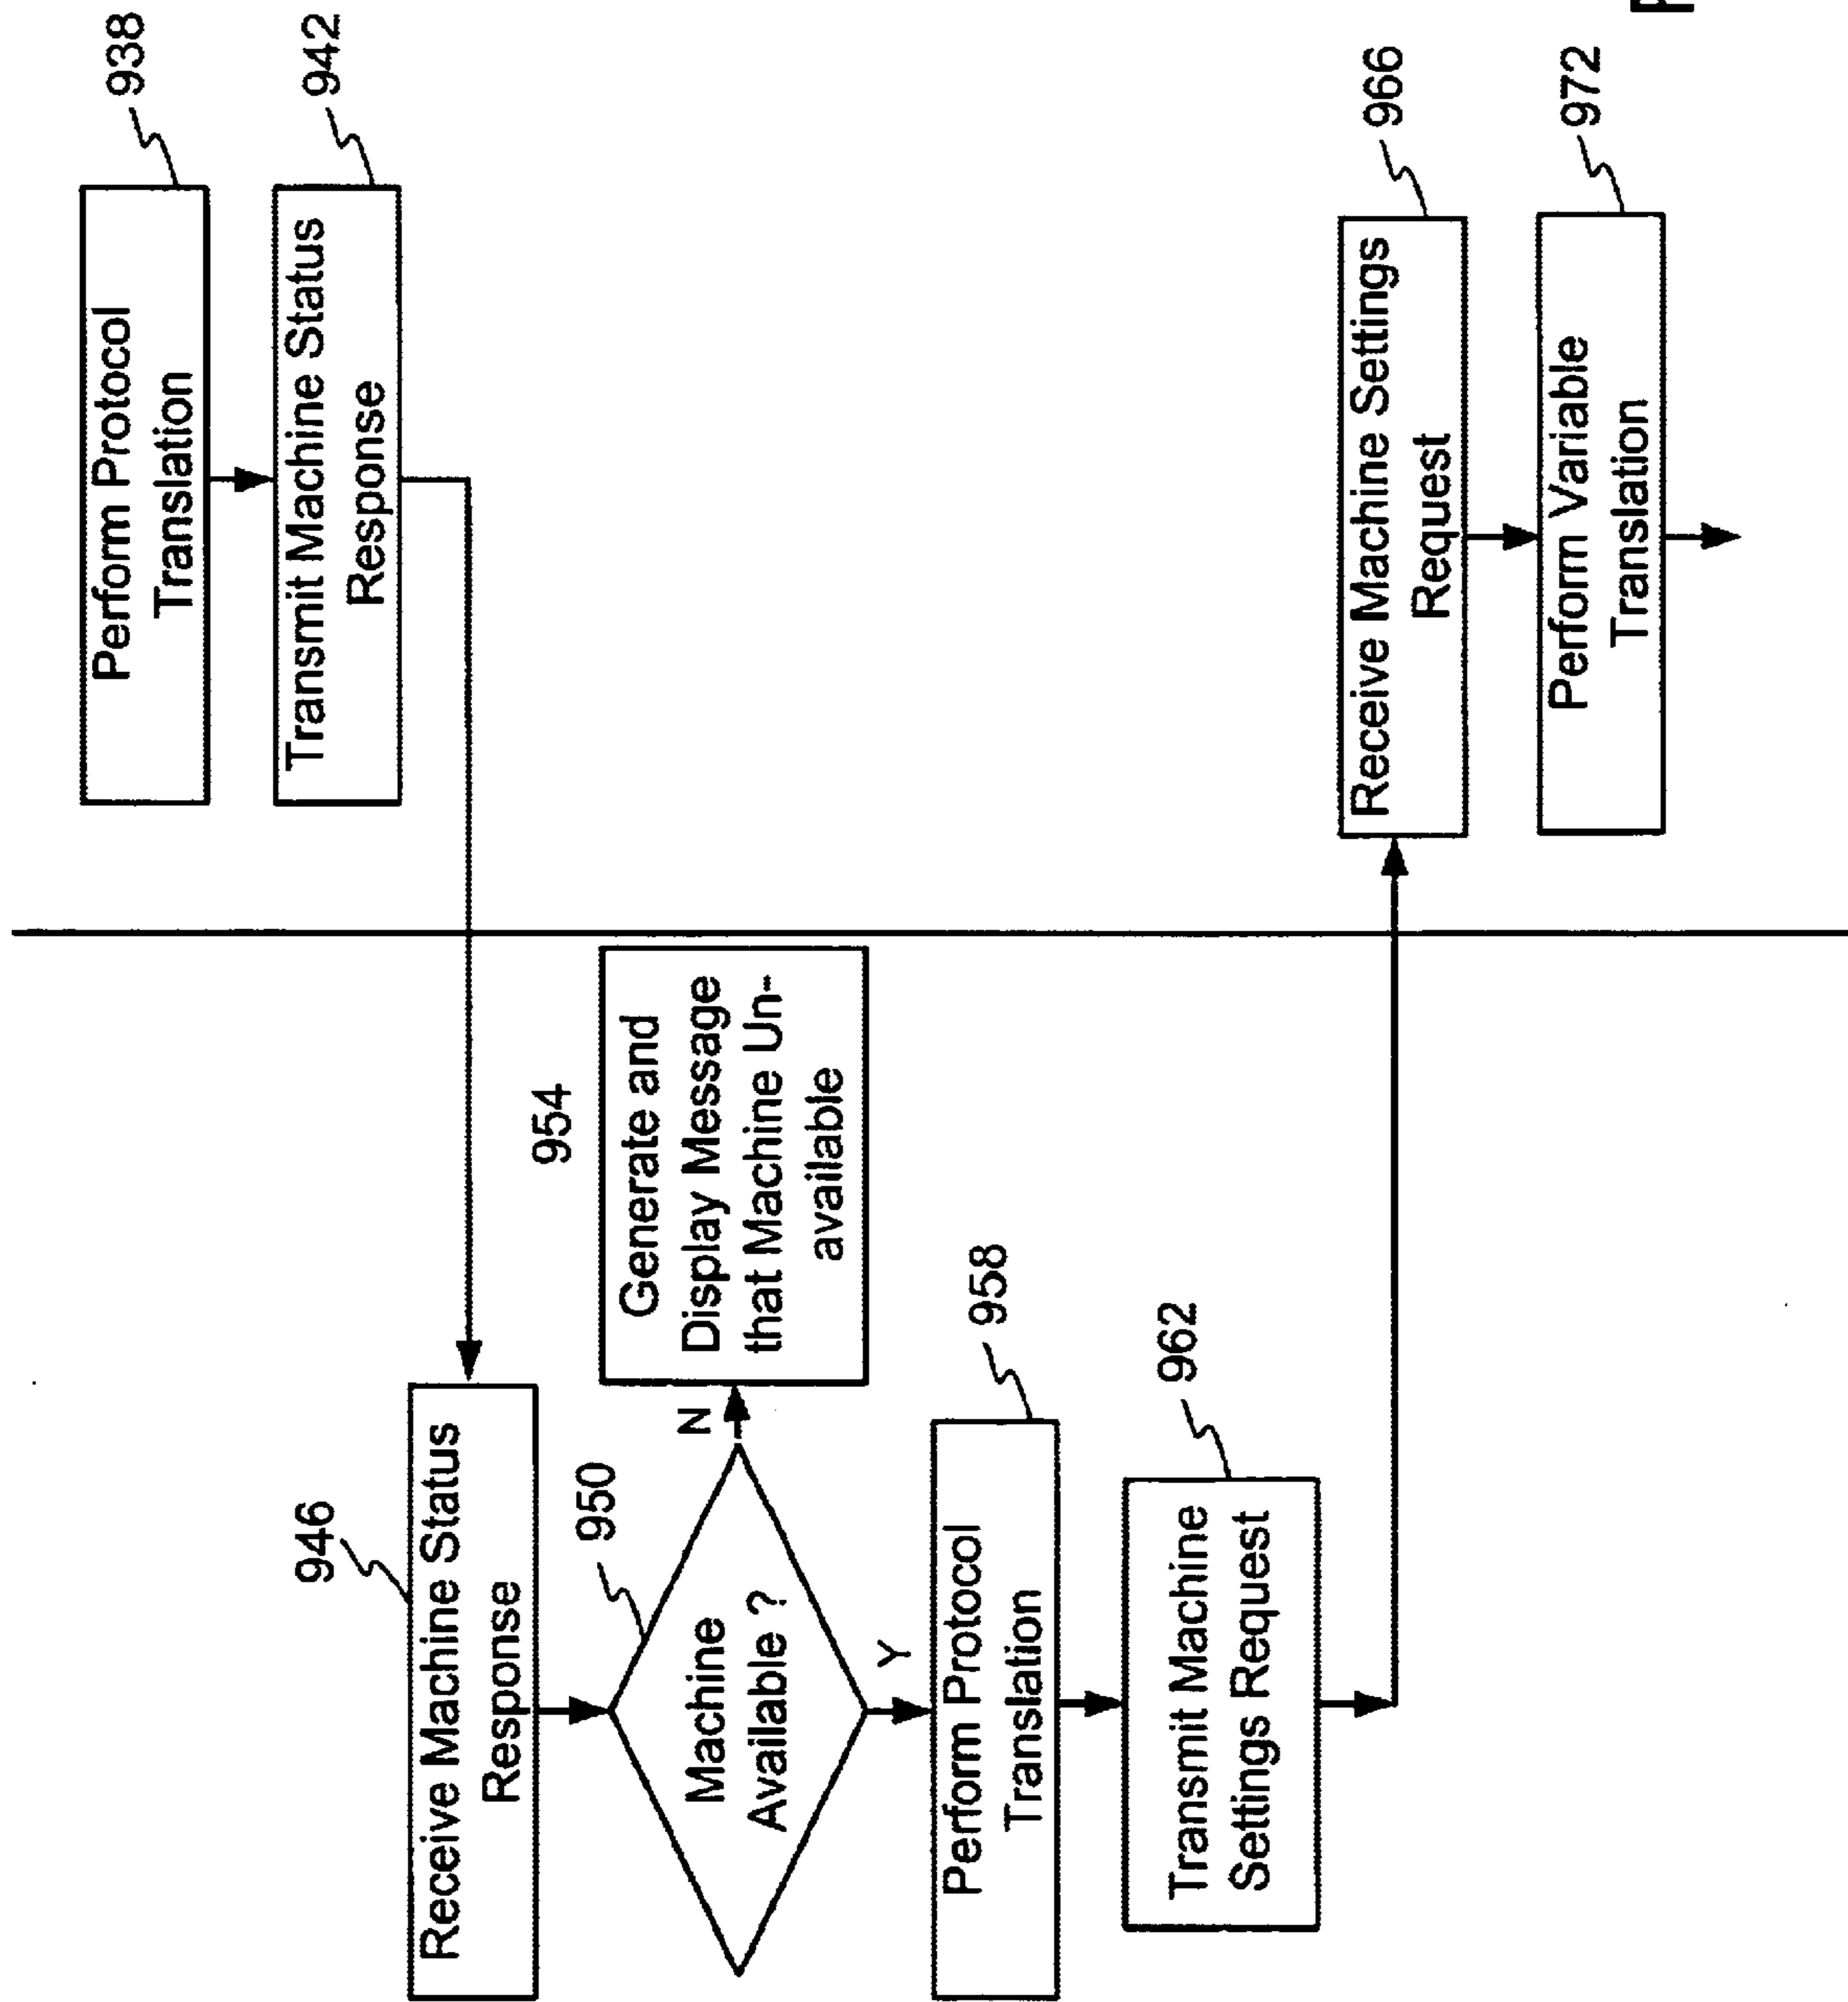 Perform Protocol
Translation
938
Transmit Machine Status
Response
942
946
Receive Machine Status
Response
950
Machine
Available ?
N
954
Generate and
Display Message
that Machine Un-
available
Y
Perform Protocol
Translation
958
Transmit Machine
Settings Request
962
Receive Machine Settings
Request
966
Perform Variable
Translation
972